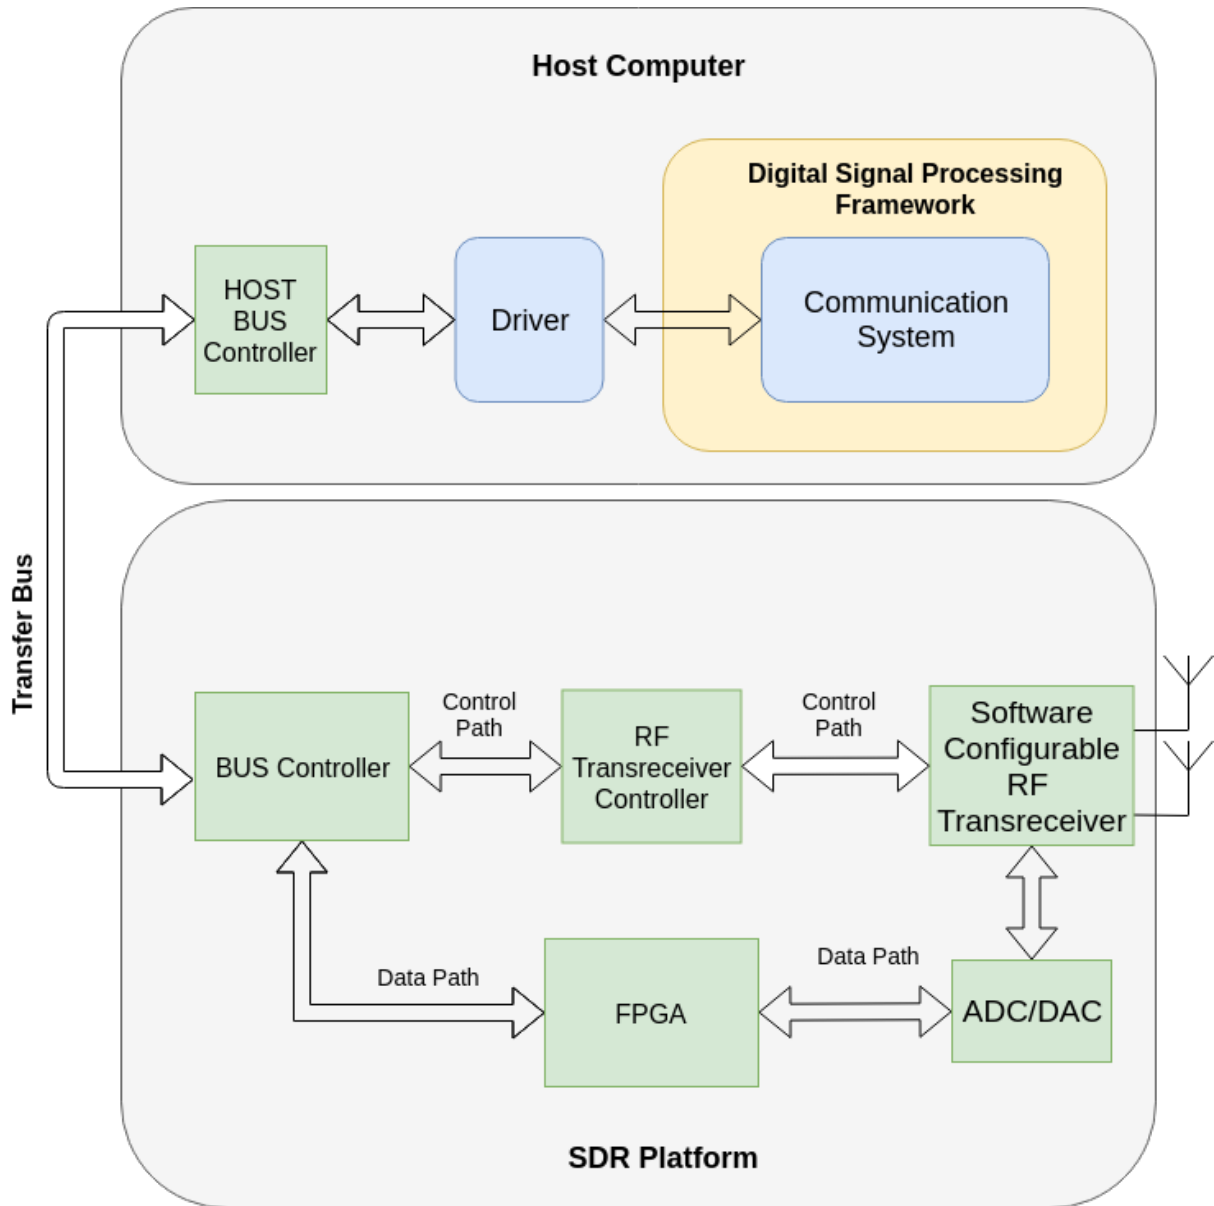 Host Computer
Digital Signal Processing
Framework
HOST
BUS
Controller
Driver
Communication
System
Transfer Bus
BUS Controller
Control
Path
RF
Transreceiver
Controller
Control
Path
Software
Configurable
RF
Transreceiver
Data Path
FPGA
Data Path
ADC/DAC
SDR Platform